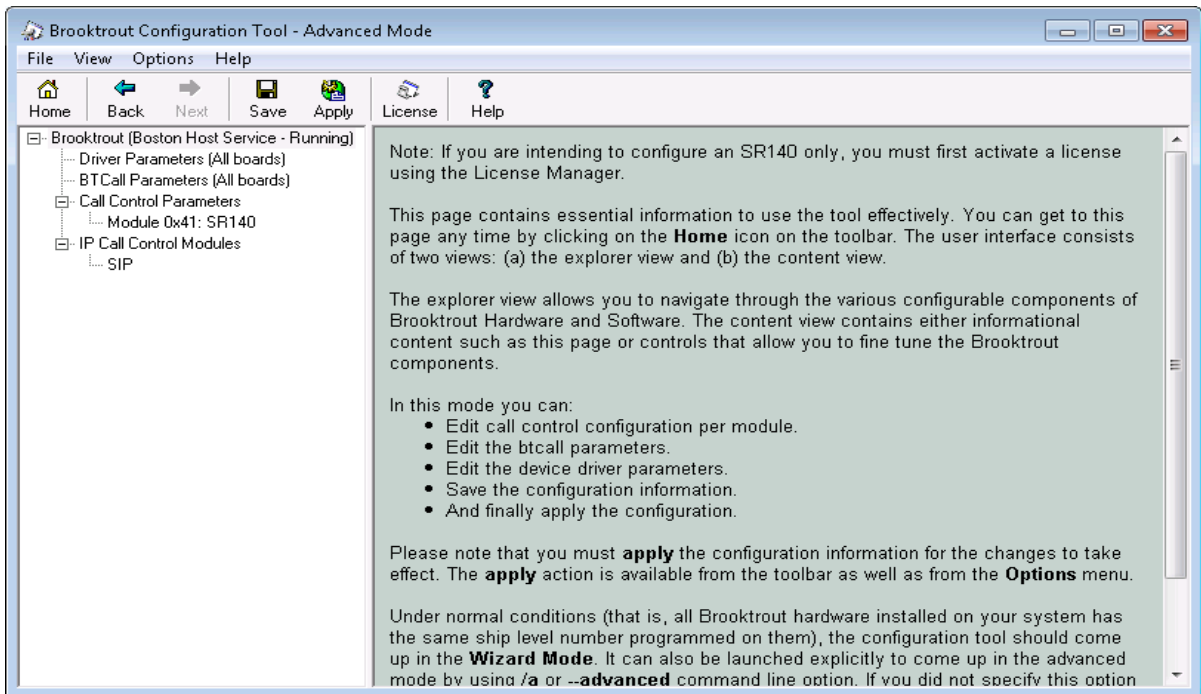 Brooktrout Configuration Tool - Advanced Mode
File View Options Help
Home Back Next Save Apply License Help
Brooktrout (Boston Host Service - Running)
Driver Parameters (All boards)
BTCall Parameters (All boards)
Call Control Parameters
Module 0x41: SR140
IP Call Control Modules
SIP
Note: If you are intending to configure an SR140 only, you must first activate a license
using the License Manager.
This page contains essential information to use the tool effectively. You can get to this
page any time by clicking on the Home icon on the toolbar. The user interface consists
of two views: (a) the explorer view and (b) the content view.
The explorer view allows you to navigate through the various configurable components of
Brooktrout Hardware and Software. The content view contains either informational
content such as this page or controls that allow you to fine tune the Brooktrout
components.
In this mode you can:
• Edit call control configuration per module.
• Edit the btcall parameters.
• Edit the device driver parameters.
• Save the configuration information.
• And finally apply the configuration.
Please note that you must apply the configuration information for the changes to take
effect. The apply action is available from the toolbar as well as from the Options menu.
Under normal conditions (that is, all Brooktrout hardware installed on your system has
the same ship level number programmed on them), the configuration tool should come
up in the Wizard Mode. It can also be launched explicitly to come up in the advanced
mode by using /a or --advanced command line option. If you did not specify this option